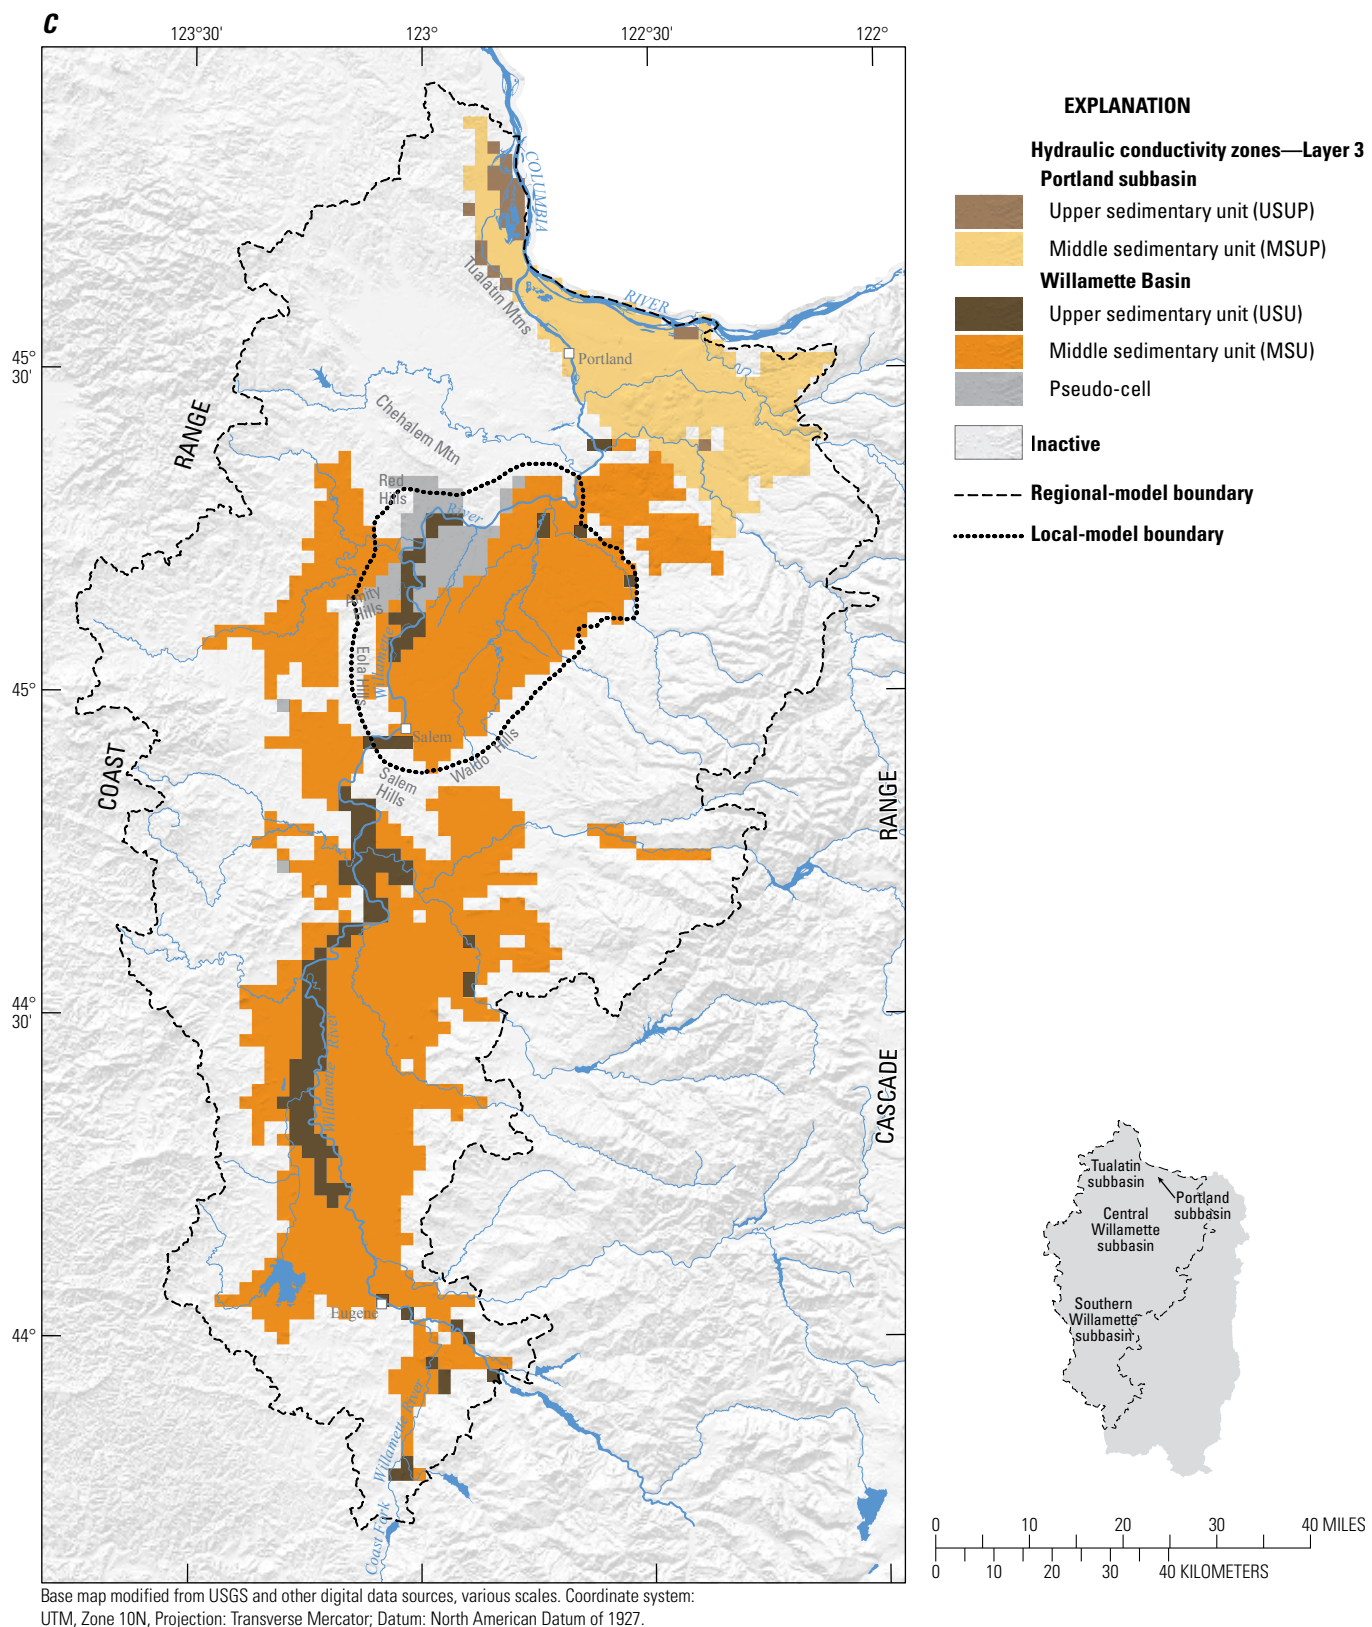 C
123°30'
123°
122°30'
122°
COLUMBIA
RIVER
Tualatin Mtns
Portland
45°
30'
RANGE
Chehalem Mtn
Red
Hills
River
Amity
Hills
Eola Hills
Willamette
45°
Salem
Waldo Hills
Salem
Hills
COAST
RANGE
44°
30'
Willamette River
CASCADE
Eugene
44°
Coast Fork Willamette River
EXPLANATION
Hydraulic conductivity zones—Layer 3
Portland subbasin
Upper sedimentary unit (USUP)
Middle sedimentary unit (MSUP)
Willamette Basin
Upper sedimentary unit (USU)
Middle sedimentary unit (MSU)
Pseudo-cell
Inactive
Regional-model boundary
Local-model boundary
Tualatin
subbasin
Portland
subbasin
Central
Willamette
subbasin
Southern
Willamette
subbasin
0 10 20 30 40 MILES
0 10 20 30 40 KILOMETERS
Base map modified from USGS and other digital data sources, various scales. Coordinate system:
UTM, Zone 10N, Projection: Transverse Mercator; Datum: North American Datum of 1927.